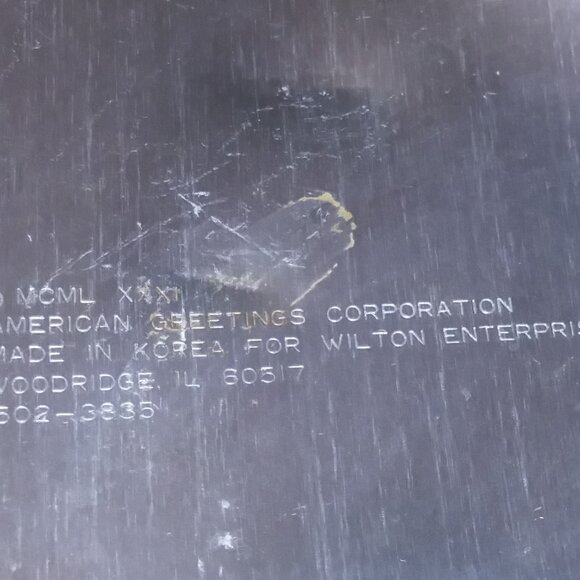 MCML XXXI
AMERICAN GREETINGS CORPORATION
MADE IN KOREA FOR WILTON ENTERPRIS
WOODRIDGE, IL 60517
502-3835